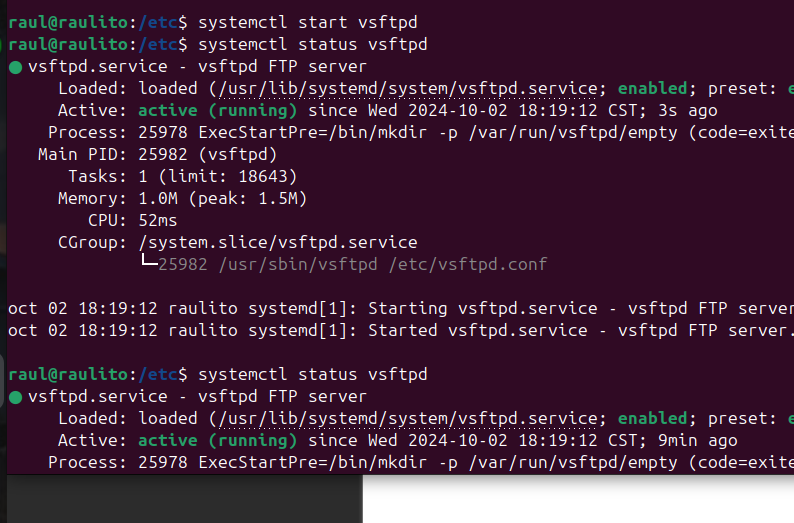 raul@raulito:/etc$ systemctl start vsftpd
raul@raulito:/etc$ systemctl status vsftpd
● vsftpd.service - vsftpd FTP server
Loaded: loaded (/usr/lib/systemd/system/vsftpd.service; enabled; preset: e
Active: active (running) since Wed 2024-10-02 18:19:12 CST; 3s ago
Process: 25978 ExecStartPre=/bin/mkdir -p /var/run/vsftpd/empty (code=exite
Main PID: 25982 (vsftpd)
Tasks: 1 (limit: 18643)
Memory: 1.0M (peak: 1.5M)
CPU: 52ms
CGroup: /system.slice/vsftpd.service
└─25982 /usr/sbin/vsftpd /etc/vsftpd.conf
oct 02 18:19:12 raulito systemd[1]: Starting vsftpd.service - vsftpd FTP server
oct 02 18:19:12 raulito systemd[1]: Started vsftpd.service - vsftpd FTP server.
raul@raulito:/etc$ systemctl status vsftpd
● vsftpd.service - vsftpd FTP server
Loaded: loaded (/usr/lib/systemd/system/vsftpd.service; enabled; preset: e
Active: active (running) since Wed 2024-10-02 18:19:12 CST; 9min ago
Process: 25978 ExecStartPre=/bin/mkdir -p /var/run/vsftpd/empty (code=exite